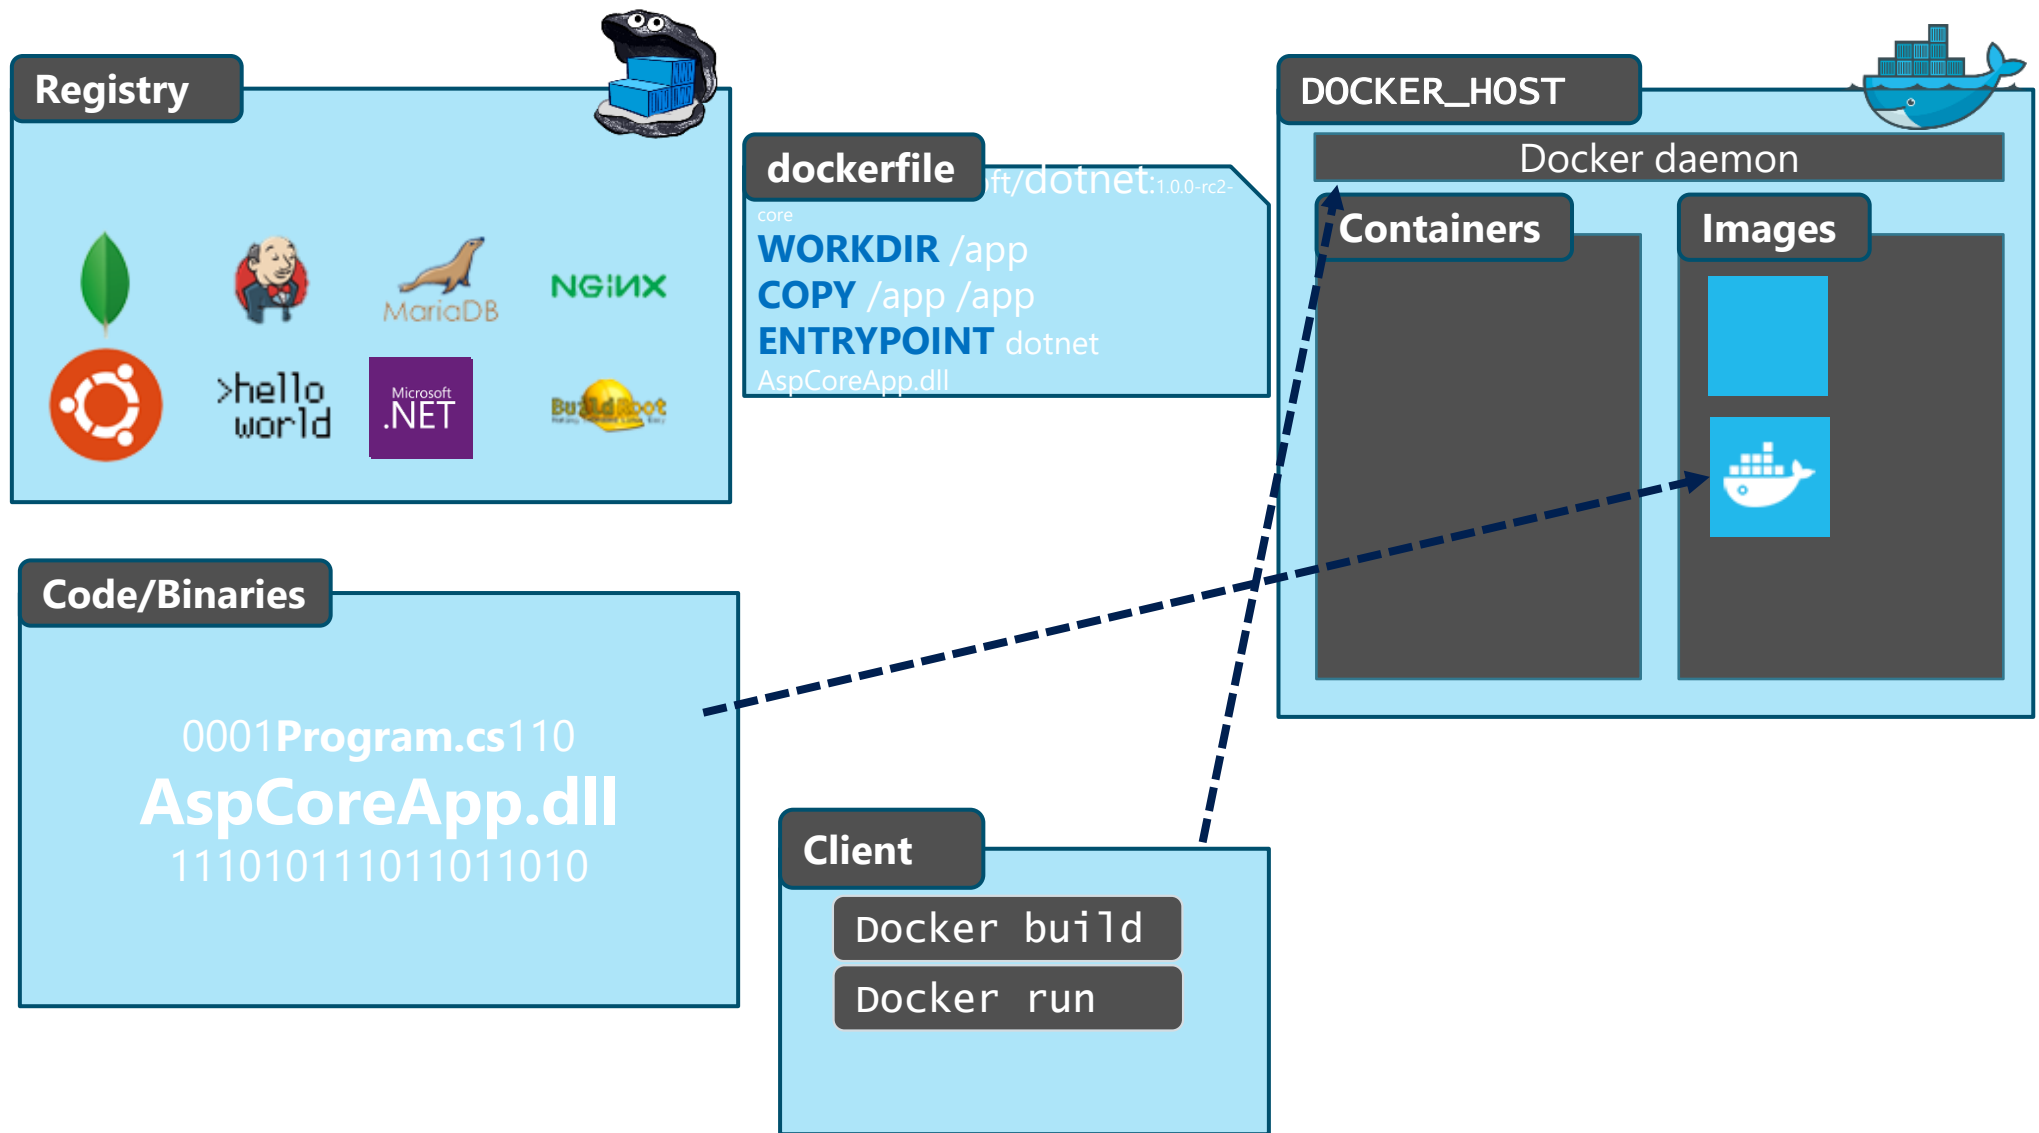 Registry
MariaDB
NGiNX
>hello
world
Microsoft
.NET
BuildRoot
dockerfile
ft/dotnet:1.0.0-rc2-
core
WORKDIR /app
COPY /app /app
ENTRYPOINT dotnet
AspCoreApp.dll
DOCKER_HOST
Docker daemon
Containers
Images
Code/Binaries
0001Program.cs110
AspCoreApp.dll
111010111011011010
Client
Docker build
Docker run